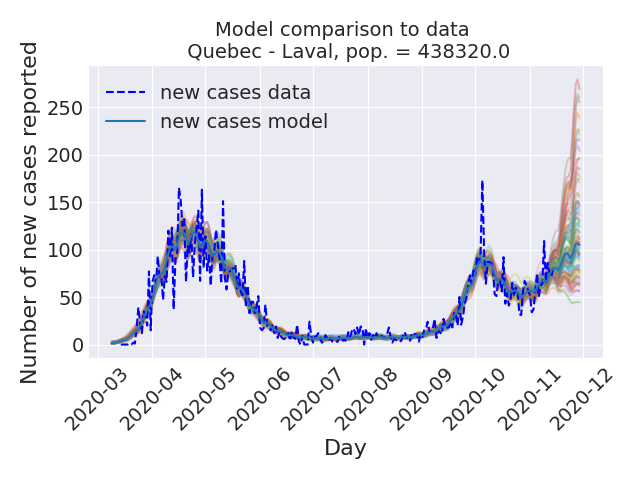 Model comparison to data
Quebec - Laval, pop. = 438320.0
Number of new cases reported
250
200
150
100
50
0
new cases data
new cases model
2020-03
2020-04
2020-05
2020-06
2020-07
2020-08
2020-09
2020-10
2020-11
2020-12
Day